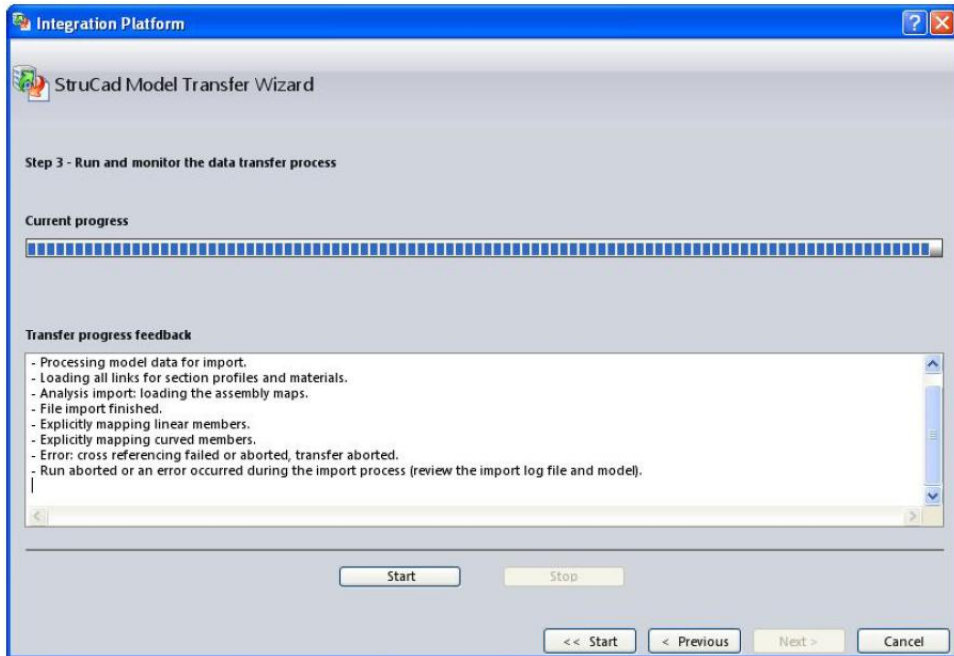 Integration Platform
StruCad Model Transfer Wizard
Step 3 - Run and monitor the data transfer process
Current progress
Transfer progress feedback
- Processing model data for import.
- Loading all links for section profiles and materials.
- Analysis import: loading the assembly maps.
- File import finished.
- Explicitly mapping linear members.
- Explicitly mapping curved members.
- Error: cross referencing failed or aborted, transfer aborted.
- Run aborted or an error occurred during the import process (review the import log file and model).
Start Stop
<< Start < Previous Next > Cancel